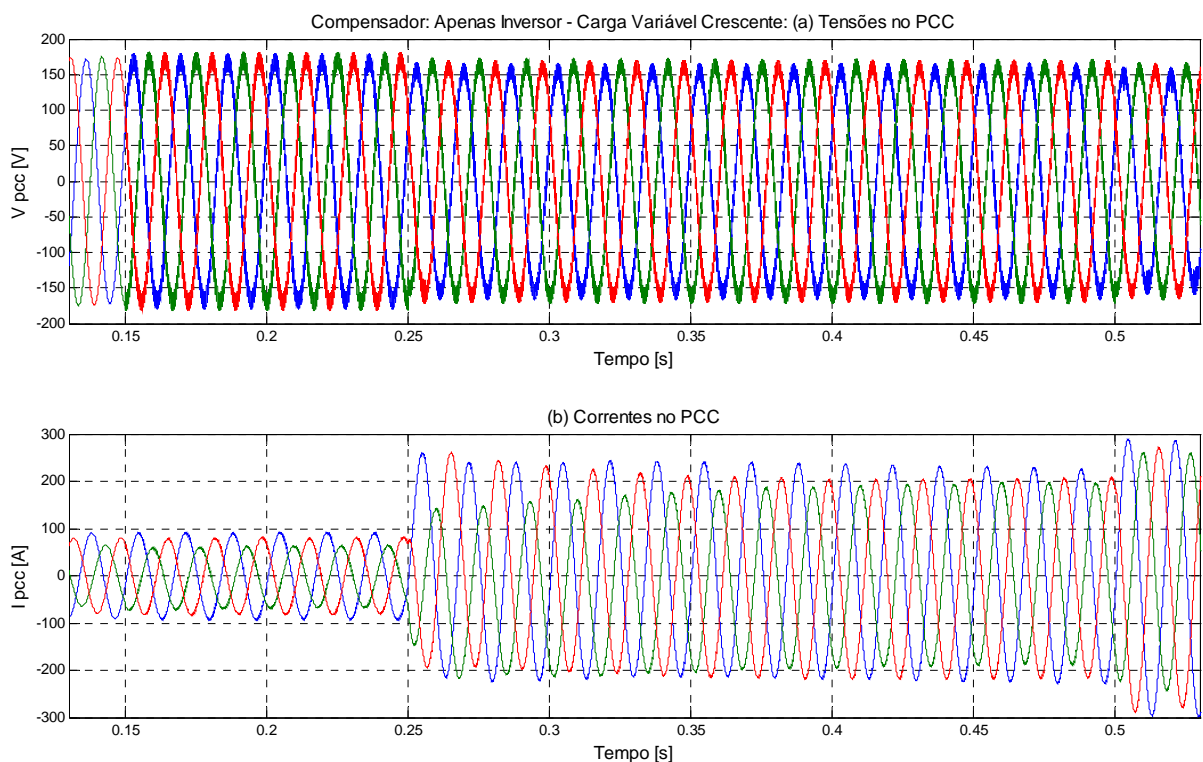 Compensador: Apenas Inversor - Carga Variável Crescente: (a) Tensões no PCC
V pcc [V]
200
150
100
50
0
-50
-100
-150
-200
0.15 0.2 0.25 0.3 0.35 0.4 0.45 0.5
Tempo [s]
(b) Correntes no PCC
I pcc [A]
300
200
100
0
-100
-200
-300
0.15 0.2 0.25 0.3 0.35 0.4 0.45 0.5
Tempo [s]